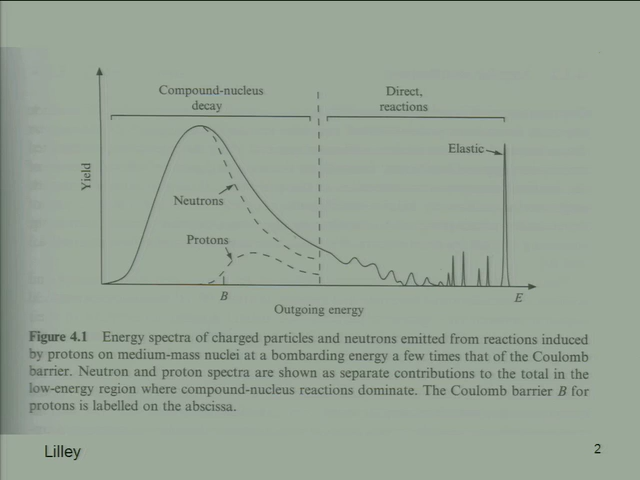 Compound-nucleus
decay
Direct,
reactions
Elastic
Yield
Neutrons
Protons
B
E
Outgoing energy
Figure 4.1 Energy spectra of charged particles and neutrons emitted from reactions induced
by protons on medium-mass nuclei at a bombarding energy a few times that of the Coulomb
barrier. Neutron and proton spectra are shown as separate contributions to the total in the
low-energy region where compound-nucleus reactions dominate. The Coulomb barrier B for
protons is labelled on the abscissa.
Lilley
2